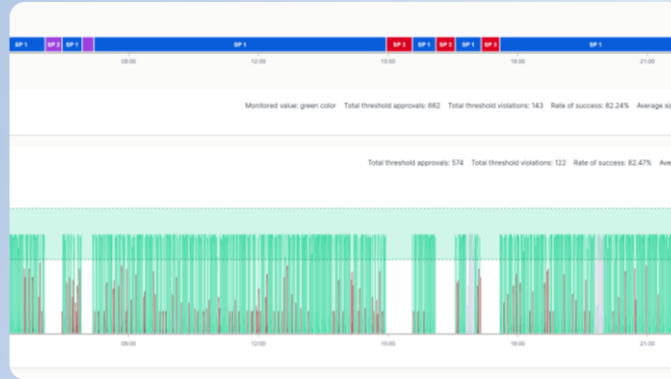 SP 1 SP 2 SP 1 SP 1 SP 3 SP 1 SP 3 SP 1 SP 3 SP 1
09:00 12:00 15:00 18:00 21:00
Monitored value: green color Total threshold approvals: 662 Total threshold violations: 143 Rate of success: 82.24% Average si
Total threshold approvals: 574 Total threshold violations: 122 Rate of success: 82.47% Ave
09:00 12:00 15:00 18:00 21:00